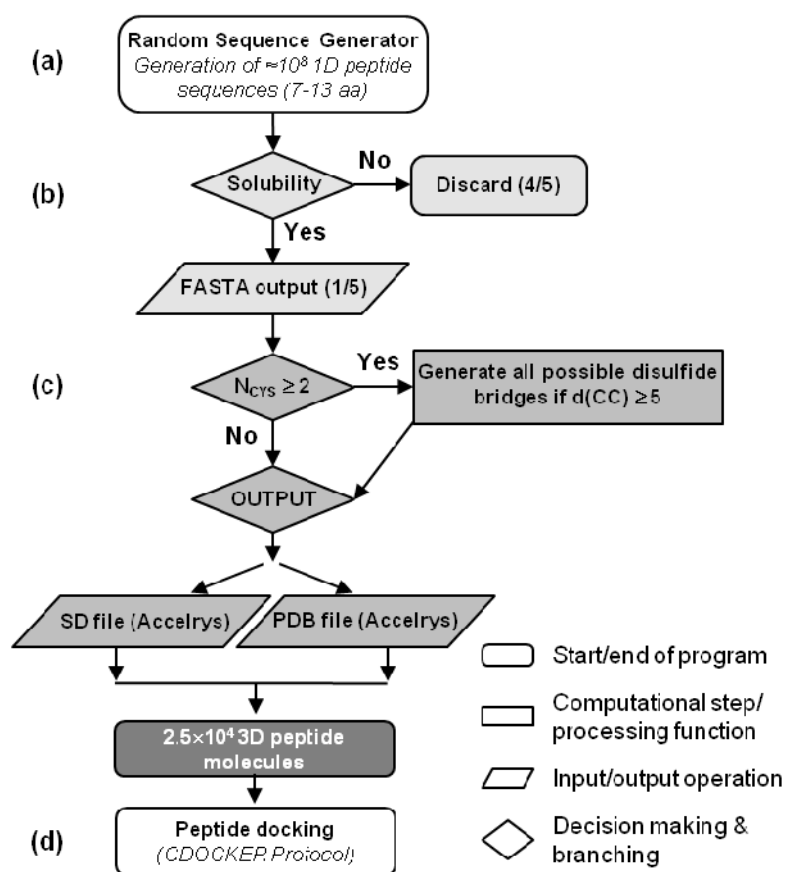 (a)
Random Sequence Generator
Generation of ≈10⁸ 1D peptide
sequences (7-13 aa)
(b)
Solubility
No
Discard (4/5)
Yes
FASTA output (1/5)
(c)
N_CYS ≥ 2
Yes
Generate all possible disulfide
bridges if d(CC) ≥5
No
OUTPUT
SD file (Accelrys)
PDB file (Accelrys)
2.5×10⁴ 3D peptide
molecules
(d)
Peptide docking
(CDOCKER Protocol)
Start/end of program
Computational step/
processing function
Input/output operation
Decision making &
branching